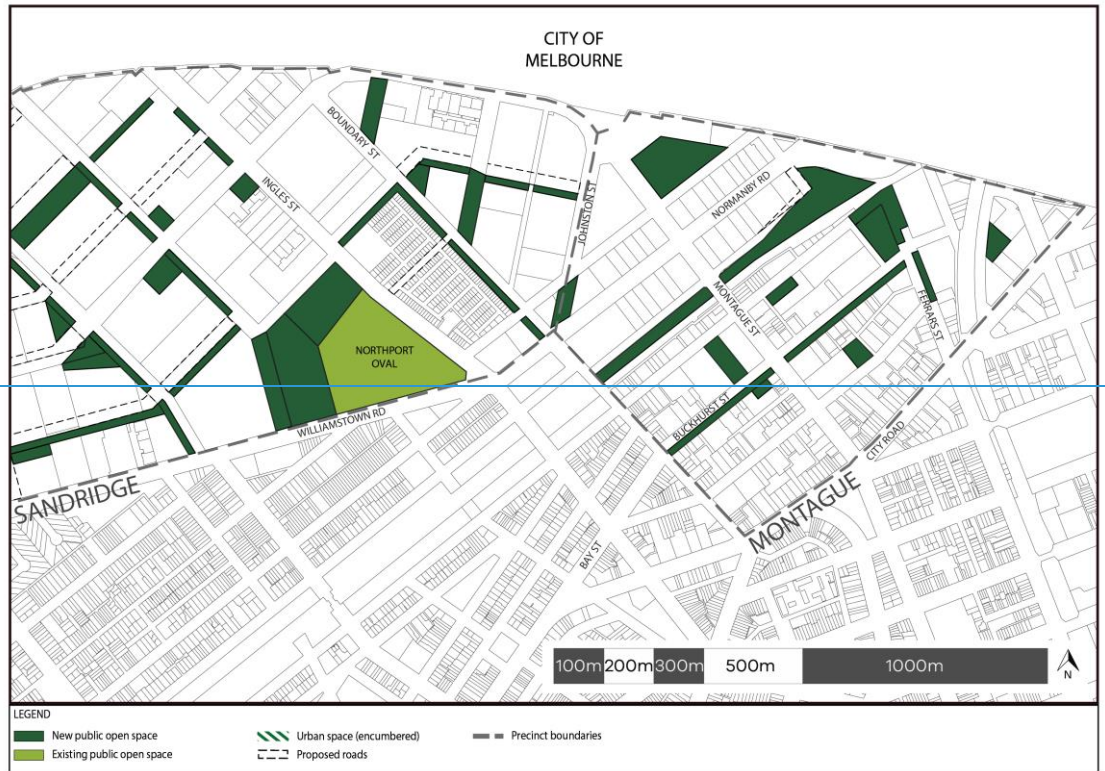 CITY OF
MELBOURNE
BOUNDARY ST
INGLES ST
JOHNSTON ST
NORMANBY RD
MONTAGUE ST
FERRARS ST
NORTHPORT
OVAL
WILLIAMSTOWN RD
BUCKHURST ST
CITY ROAD
SANDRIDGE
MONTAGUE
BAY ST
100m 200m 300m 500m 1000m
N
LEGEND
New public open space
Urban space (encumbered)
Precinct boundaries
Existing public open space
Proposed roads